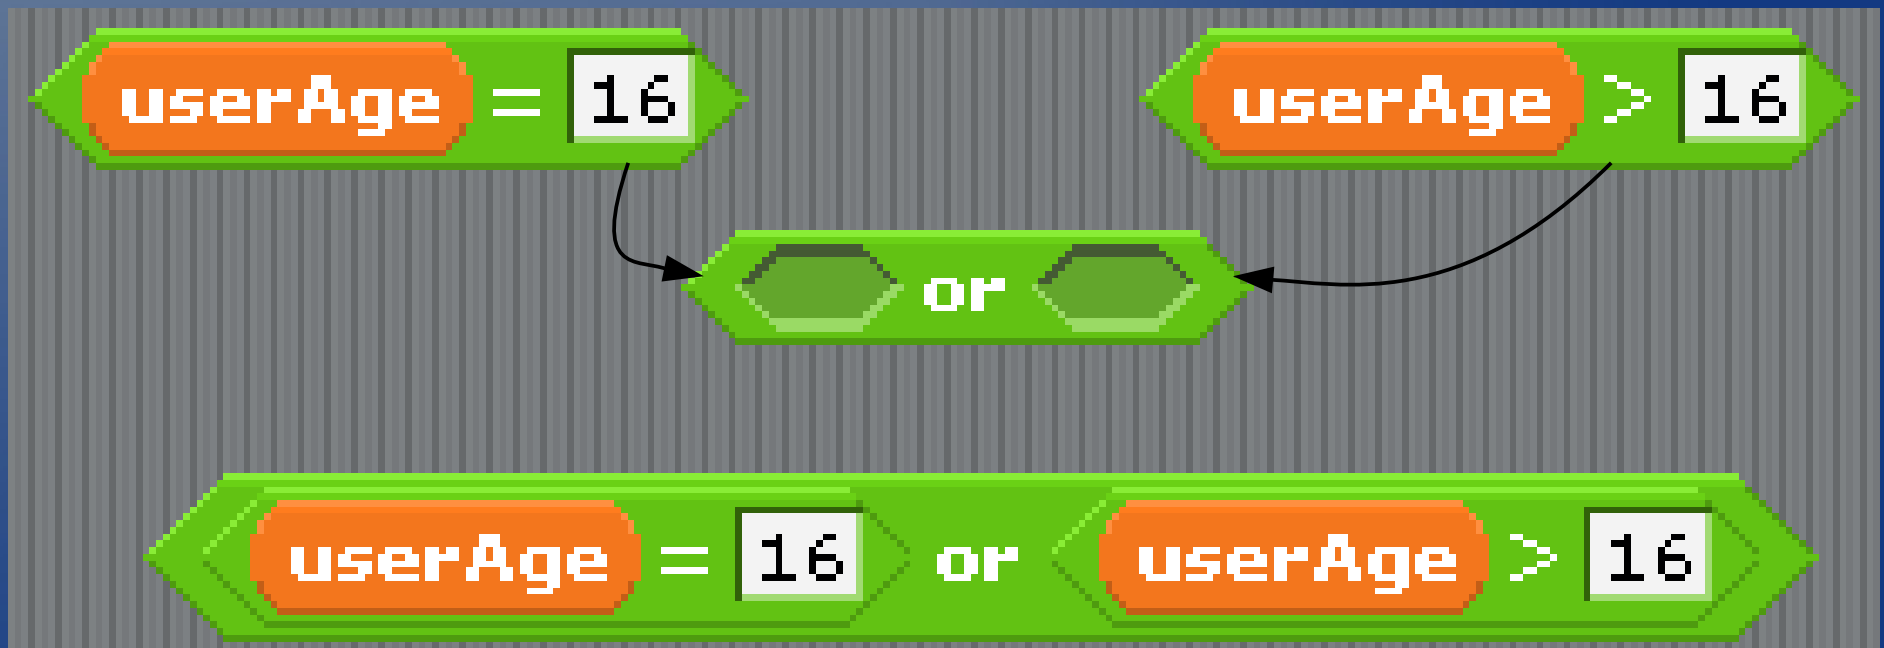 userAge = 16
userAge > 16
or
userAge = 16 or userAge > 16